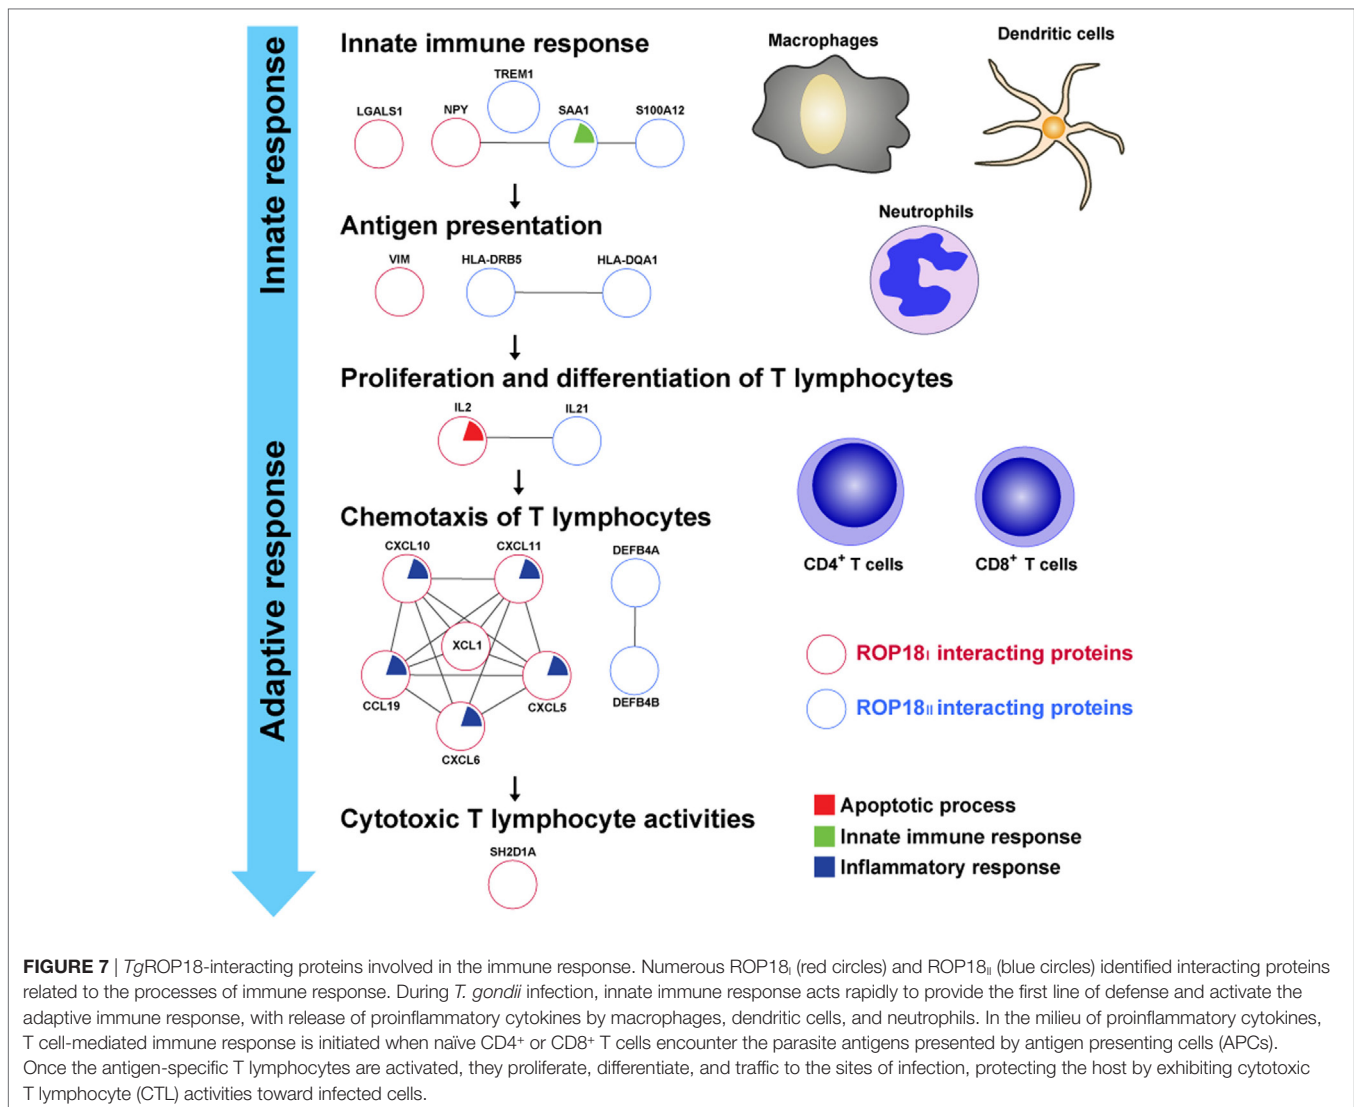 Innate response
Adaptive response
Innate immune response
TREM1
LGALS1
NPY
SAA1
S100A12
Macrophages
Dendritic cells
Neutrophils
Antigen presentation
VIM
HLA-DRB5
HLA-DQA1
Proliferation and differentiation of T lymphocytes
IL2
IL21
CD4+ T cells
CD8+ T cells
Chemotaxis of T lymphocytes
CXCL10
CXCL11
DEFB4A
XCL1
CCL19
CXCL5
DEFB4B
CXCL6
ROP18I interacting proteins
ROP18II interacting proteins
Cytotoxic T lymphocyte activities
SH2D1A
Apoptotic process
Innate immune response
Inflammatory response
FIGURE 7 | TgROP18-interacting proteins involved in the immune response. Numerous ROP18I (red circles) and ROP18II (blue circles) identified interacting proteins
related to the processes of immune response. During T. gondii infection, innate immune response acts rapidly to provide the first line of defense and activate the
adaptive immune response, with release of proinflammatory cytokines by macrophages, dendritic cells, and neutrophils. In the milieu of proinflammatory cytokines,
T cell-mediated immune response is initiated when naïve CD4+ or CD8+ T cells encounter the parasite antigens presented by antigen presenting cells (APCs).
Once the antigen-specific T lymphocytes are activated, they proliferate, differentiate, and traffic to the sites of infection, protecting the host by exhibiting cytotoxic
T lymphocyte (CTL) activities toward infected cells.